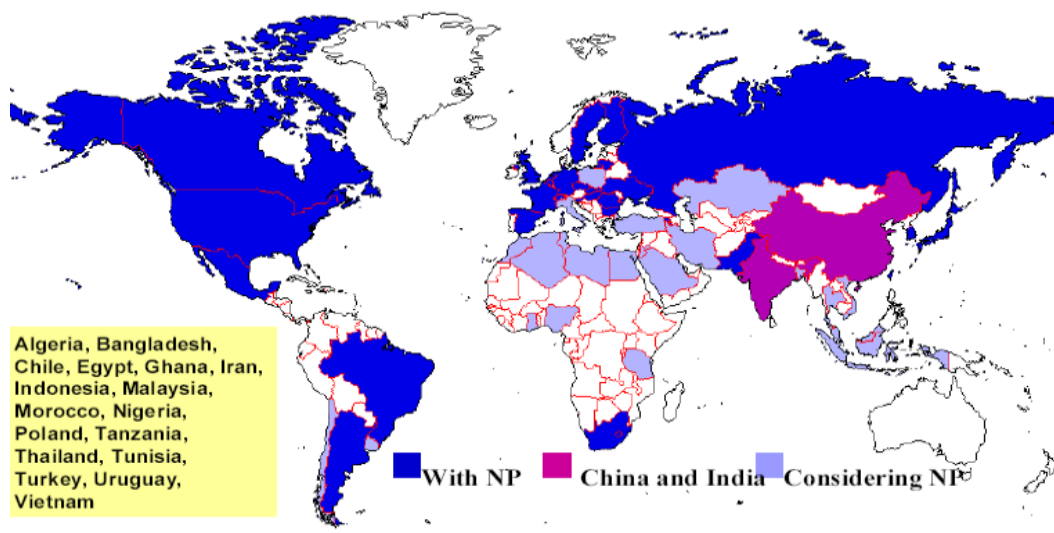 Algeria, Bangladesh,
Chile, Egypt, Ghana, Iran,
Indonesia, Malaysia,
Morocco, Nigeria,
Poland, Tanzania,
Thailand, Tunisia,
Turkey, Uruguay,
Vietnam
With NP China and India Considering NP